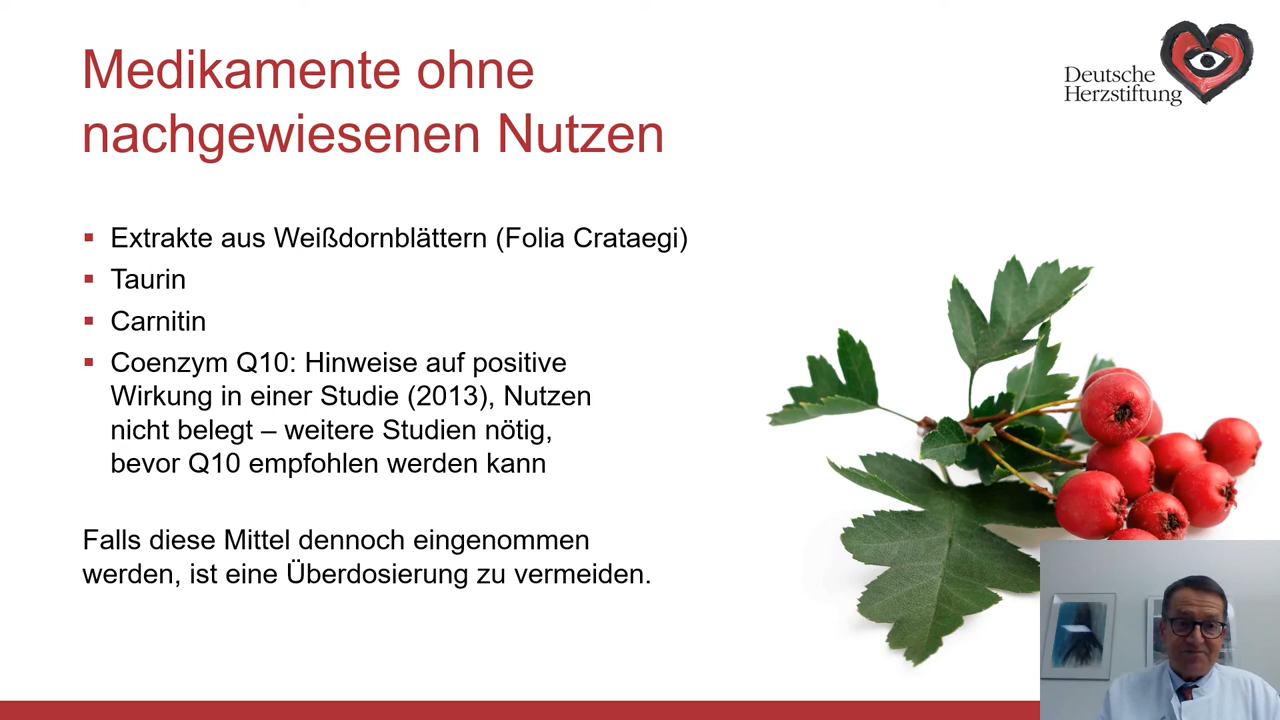 Medikamente ohne
nachgewiesenen Nutzen
Deutsche
Herzstiftung
▪ Extrakte aus Weißdornblättern (Folia Crataegi)
▪ Taurin
▪ Carnitin
▪ Coenzym Q10: Hinweise auf positive
Wirkung in einer Studie (2013), Nutzen
nicht belegt – weitere Studien nötig,
bevor Q10 empfohlen werden kann
Falls diese Mittel dennoch eingenommen
werden, ist eine Überdosierung zu vermeiden.